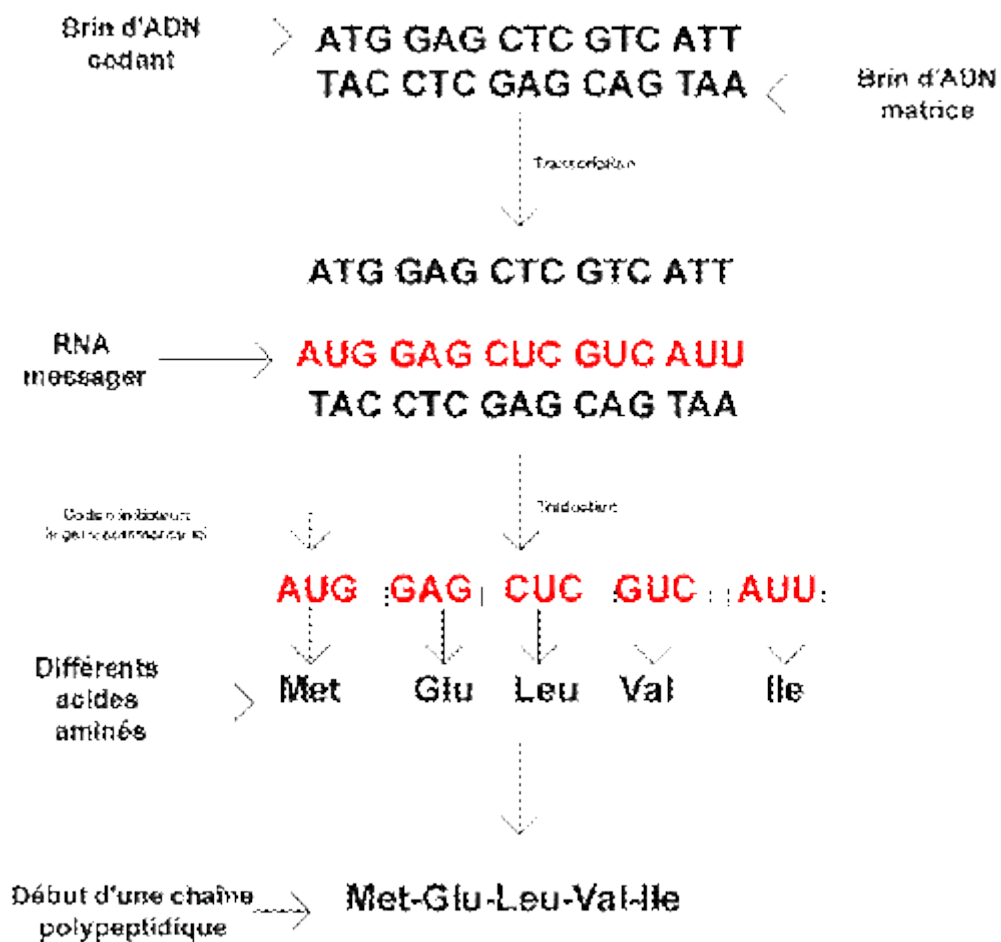 Brin d'ADN
codant
ATG GAG CTC GTC ATT
TAC CTC GAG CAG TAA
Brin d'ADN
matrice
Transcription
ATG GAG CTC GTC ATT
RNA
messager
AUG GAG CUC GUC AUU
TAC CTC GAG CAG TAA
Traduction
AUG GAG CUC GUC AUU
Différents
acides
aminés
Met Glu Leu Val Ile
Début d'une chaîne
polypeptidique
Met-Glu-Leu-Val-Ile